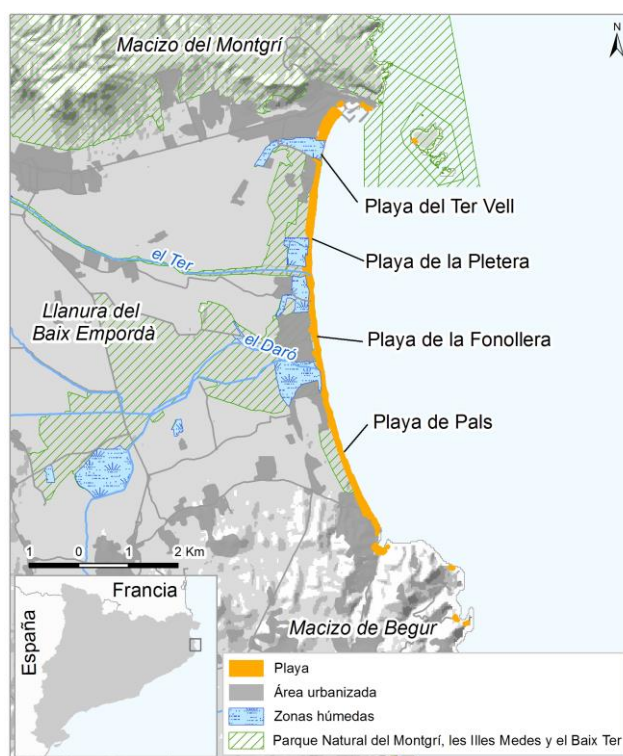 Macizo del Montgrí
N
Playa del Ter Vell
Playa de la Pletera
el Ter
Llanura del
Baix Empordà
el Daró
Playa de la Fonollera
Playa de Pals
1 0 1 2 Km
Francia
España
Macizo de Begur
Playa
Área urbanizada
Zonas húmedas
Parque Natural del Montgrí, les Illes Medes y el Baix Ter